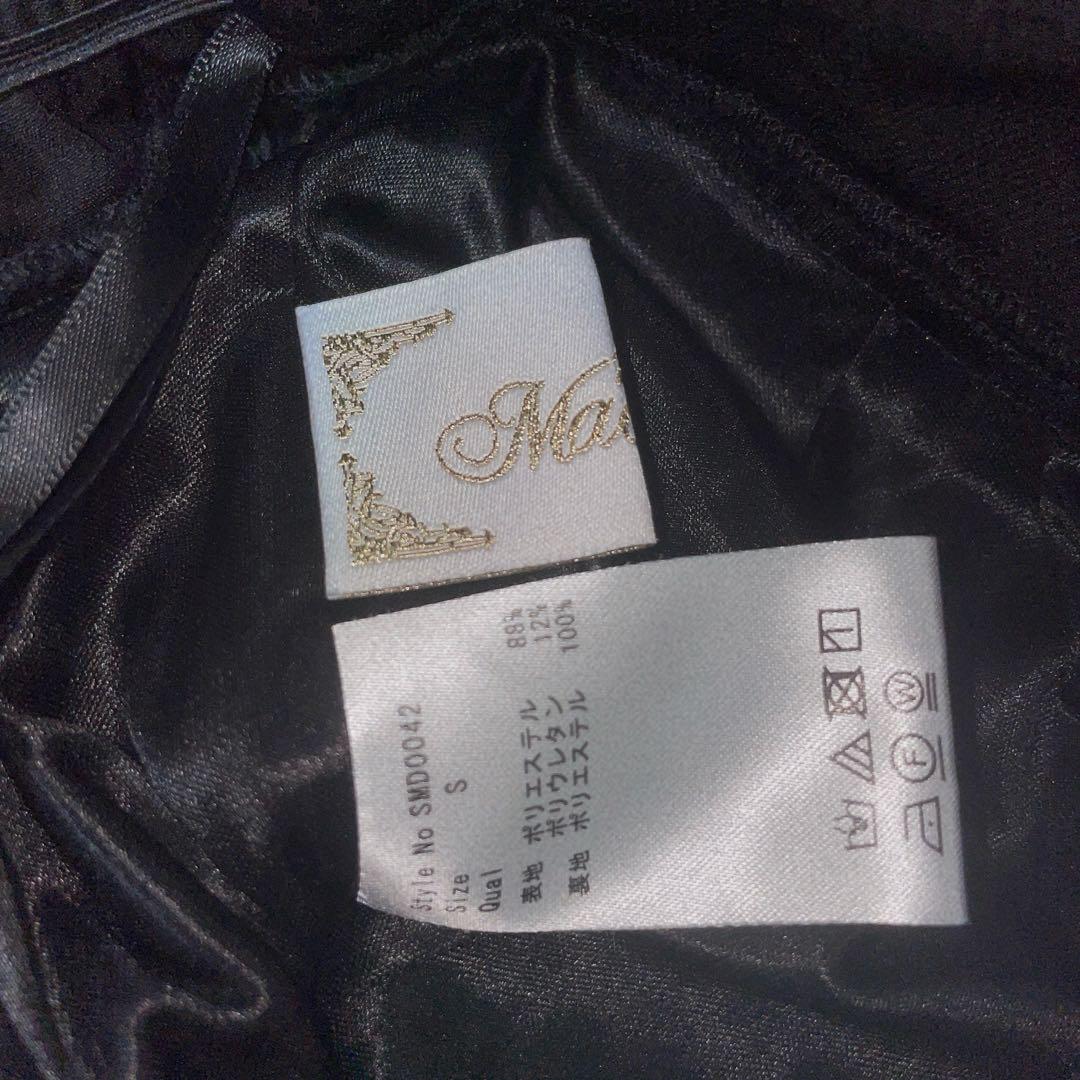 Mai
Style No SMD0042
Size S
Qual
表地 ポリエステル 88%
ポリウレタン 12%
裏地 ポリエステル 100%
W
F